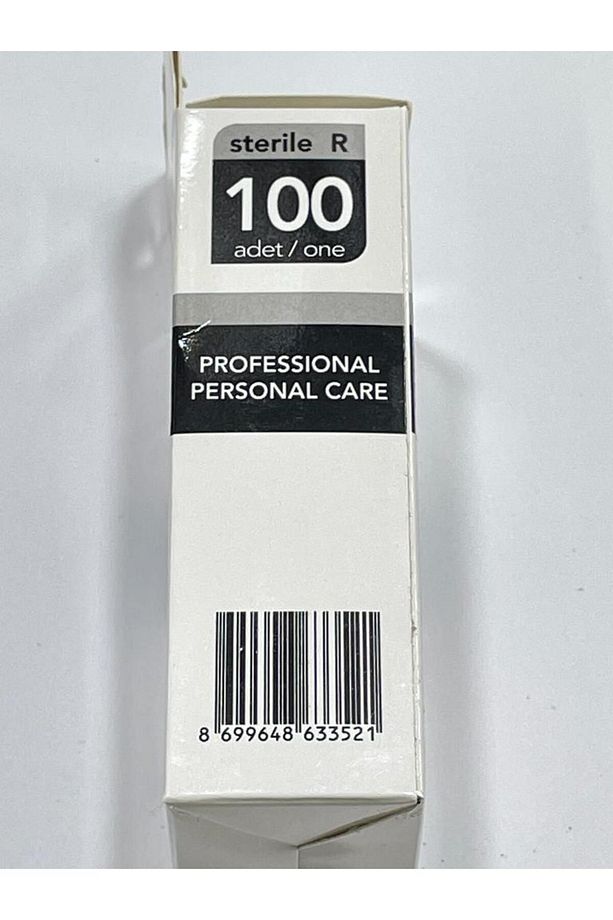 sterile R
100
adet / one
PROFESSIONAL
PERSONAL CARE
8 699648 633521